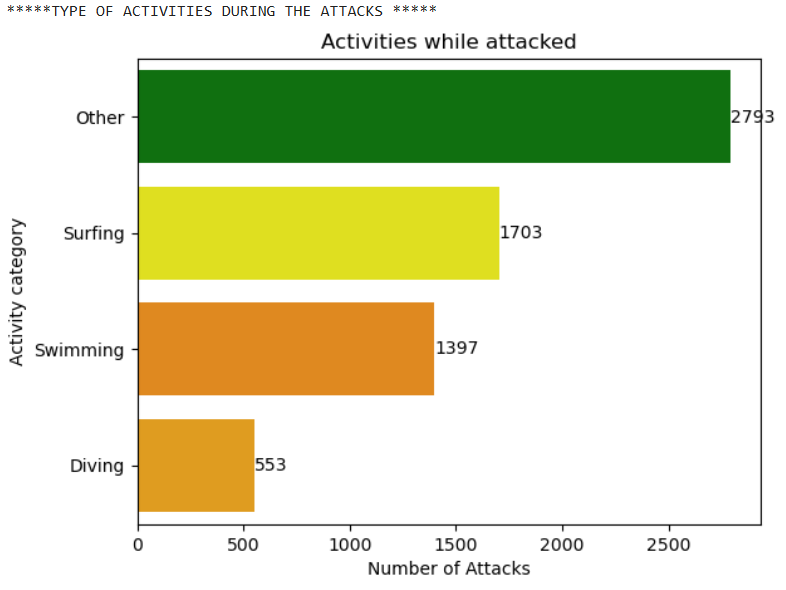 *****TYPE OF ACTIVITIES DURING THE ATTACKS *****
Activities while attacked
Activity category
Other
2793
Surfing
1703
Swimming
1397
Diving
553
0 500 1000 1500 2000 2500
Number of Attacks